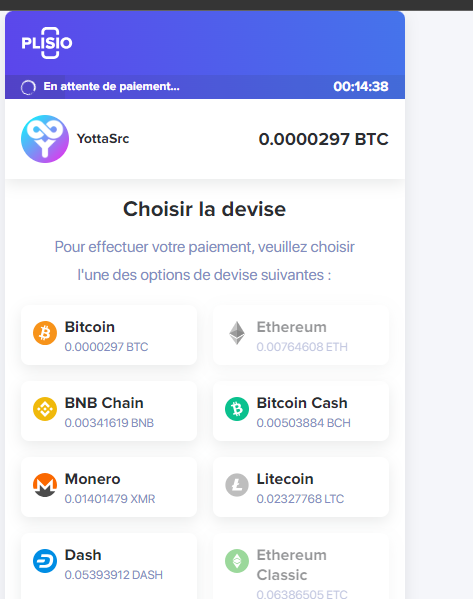 PLISIO
En attente de paiement...
00:14:38
YottaSrc
0.0000297 BTC
Choisir la devise
Pour effectuer votre paiement, veuillez choisir
l'une des options de devise suivantes :
Bitcoin
0.0000297 BTC
Ethereum
0.00764608 ETH
BNB Chain
0.00341619 BNB
Bitcoin Cash
0.00503884 BCH
Monero
0.01401479 XMR
Litecoin
0.02327768 LTC
Dash
0.05393912 DASH
Ethereum
Classic
0.06386505 ETC